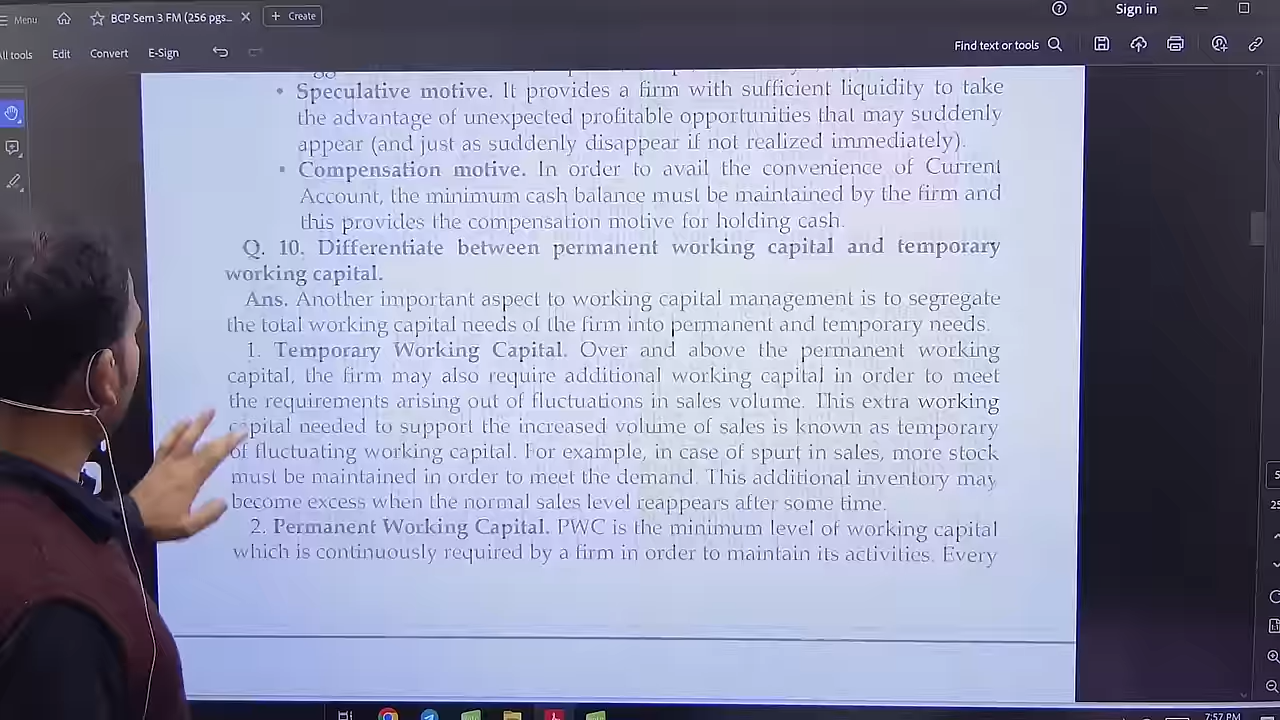 Menu
BCP Sem 3 FM (256 pgs...
+ Create
Sign in
All tools
Edit
Convert
E-Sign
Find text or tools
• Speculative motive. It provides a firm with sufficient liquidity to take
the advantage of unexpected profitable opportunities that may suddenly
appear (and just as suddenly disappear if not realized immediately).
• Compensation motive. In order to avail the convenience of Current
Account, the minimum cash balance must be maintained by the firm and
this provides the compensation motive for holding cash.
Q. 10. Differentiate between permanent working capital and temporary
working capital.
Ans. Another important aspect to working capital management is to segregate
the total working capital needs of the firm into permanent and temporary needs.
1. Temporary Working Capital. Over and above the permanent working
capital, the firm may also require additional working capital in order to meet
the requirements arising out of fluctuations in sales volume. This extra working
capital needed to support the increased volume of sales is known as temporary
of fluctuating working capital. For example, in case of spurt in sales, more stock
must be maintained in order to meet the demand. This additional inventory may
become excess when the normal sales level reappears after some time.
2. Permanent Working Capital. PWC is the minimum level of working capital
which is continuously required by a firm in order to maintain its activities. Every
7:57 PM